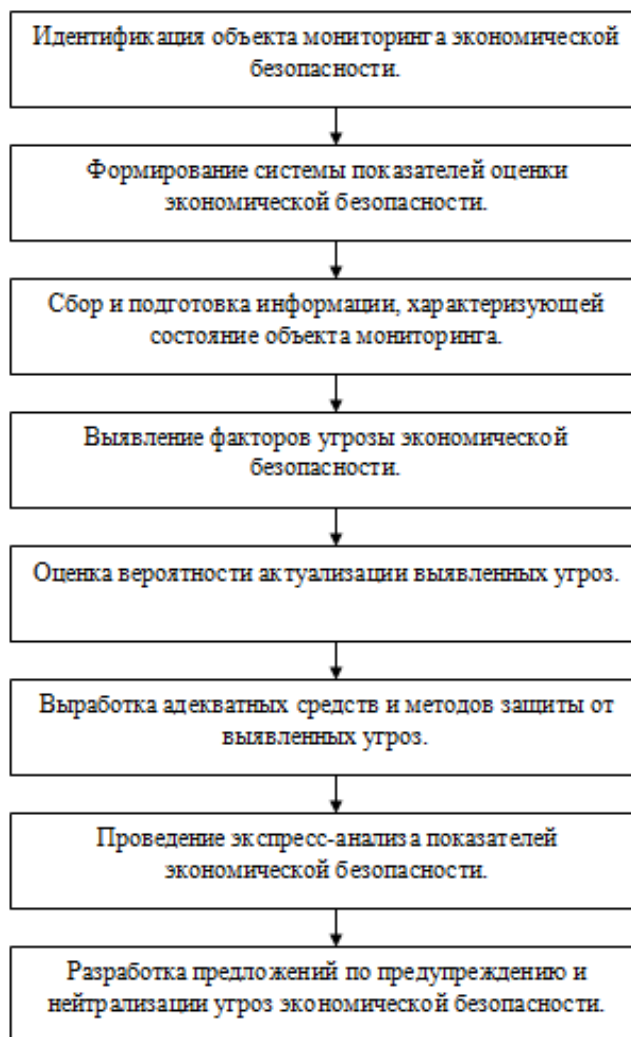 Идентификация объекта мониторинга экономической
безопасности.
Формирование системы показателей оценки
экономической безопасности.
Сбор и подготовка информации, характеризующей
состояние объекта мониторинга.
Выявление факторов угрозы экономической
безопасности.
Оценка вероятности актуализации выявленных угроз.
Выработка адекватных средств и методов защиты от
выявленных угроз.
Проведение экспресс-анализа показателей
экономической безопасности.
Разработка предложений по предупреждению и
нейтрализации угроз экономической безопасности.